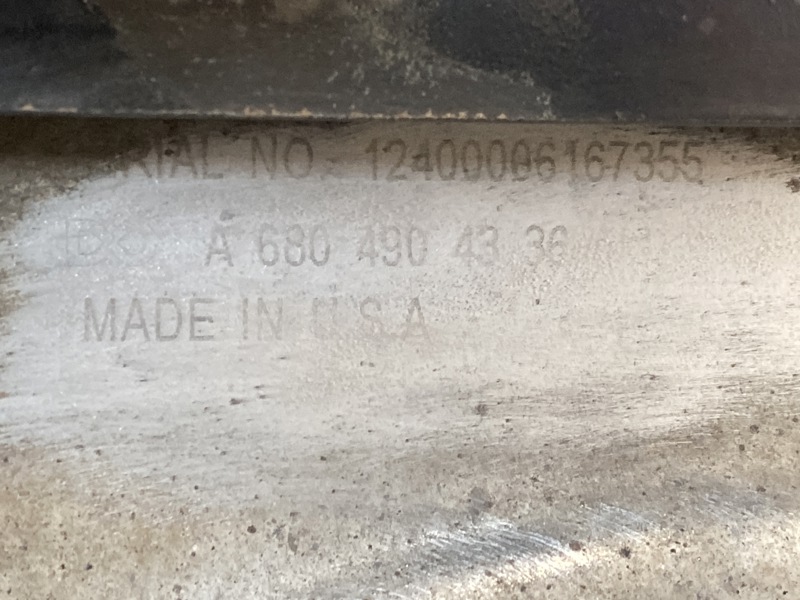 RIAL NO. 12400006167355
A 680 490 43 36
MADE IN U.S.A